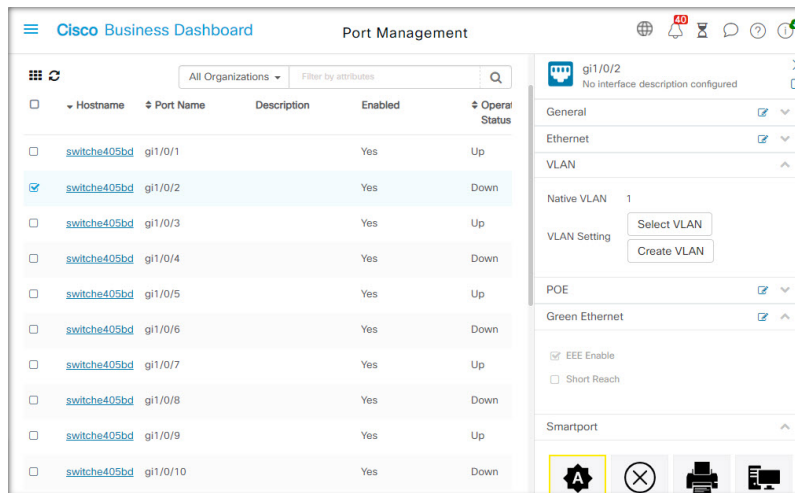 Cisco Business Dashboard
Port Management
40
All Organizations
Filter by attributes
Hostname Port Name Description Enabled Operat
Status
switche405bd gi1/0/1 Yes Up
switche405bd gi1/0/2 Yes Down
switche405bd gi1/0/3 Yes Up
switche405bd gi1/0/4 Yes Down
switche405bd gi1/0/5 Yes Up
switche405bd gi1/0/6 Yes Down
switche405bd gi1/0/7 Yes Up
switche405bd gi1/0/8 Yes Down
switche405bd gi1/0/9 Yes Up
switche405bd gi1/0/10 Yes Down
gi1/0/2
No interface description configured
General
Ethernet
VLAN
Native VLAN 1
VLAN Setting
Select VLAN
Create VLAN
POE
Green Ethernet
EEE Enable
Short Reach
Smartport
A